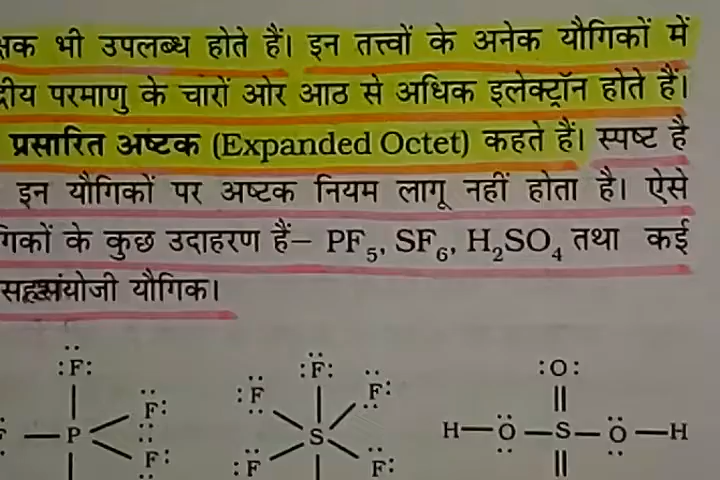 भी उपलब्ध होते हैं। इन तत्त्वों के अनेक यौगिकों में
परमाणु के चारों ओर आठ से अधिक इलेक्ट्रॉन होते हैं।
प्रसारित अष्टक (Expanded Octet) कहते हैं। स्पष्ट है
इन यौगिकों पर अष्टक नियम लागू नहीं होता है। ऐसे
के कुछ उदाहरण हैं– PF₅, SF₆, H₂SO₄ तथा कई
यौगिक।
:F: :F: :O:
F: :F F:
P S H—O—S—O—H
F: :F F: